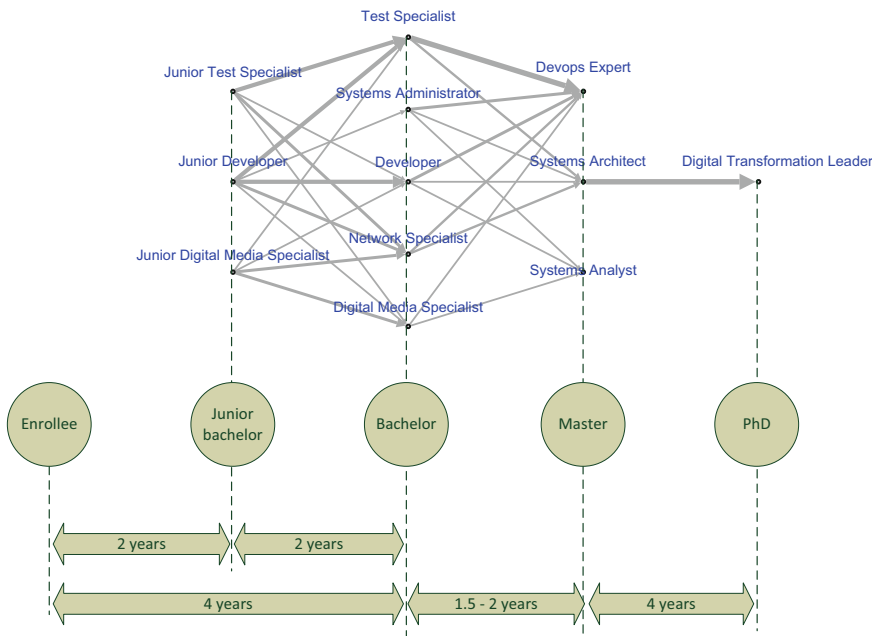 Test Specialist
Devops Expert
Junior Test Specialist
Systems Administrator
Junior Developer
Developer
Systems Architect
Digital Transformation Leader
Network Specialist
Junior Digital Media Specialist
Systems Analyst
Digital Media Specialist
Enrollee
Junior
bachelor
Bachelor
Master
PhD
2 years
2 years
4 years
1.5 - 2 years
4 years